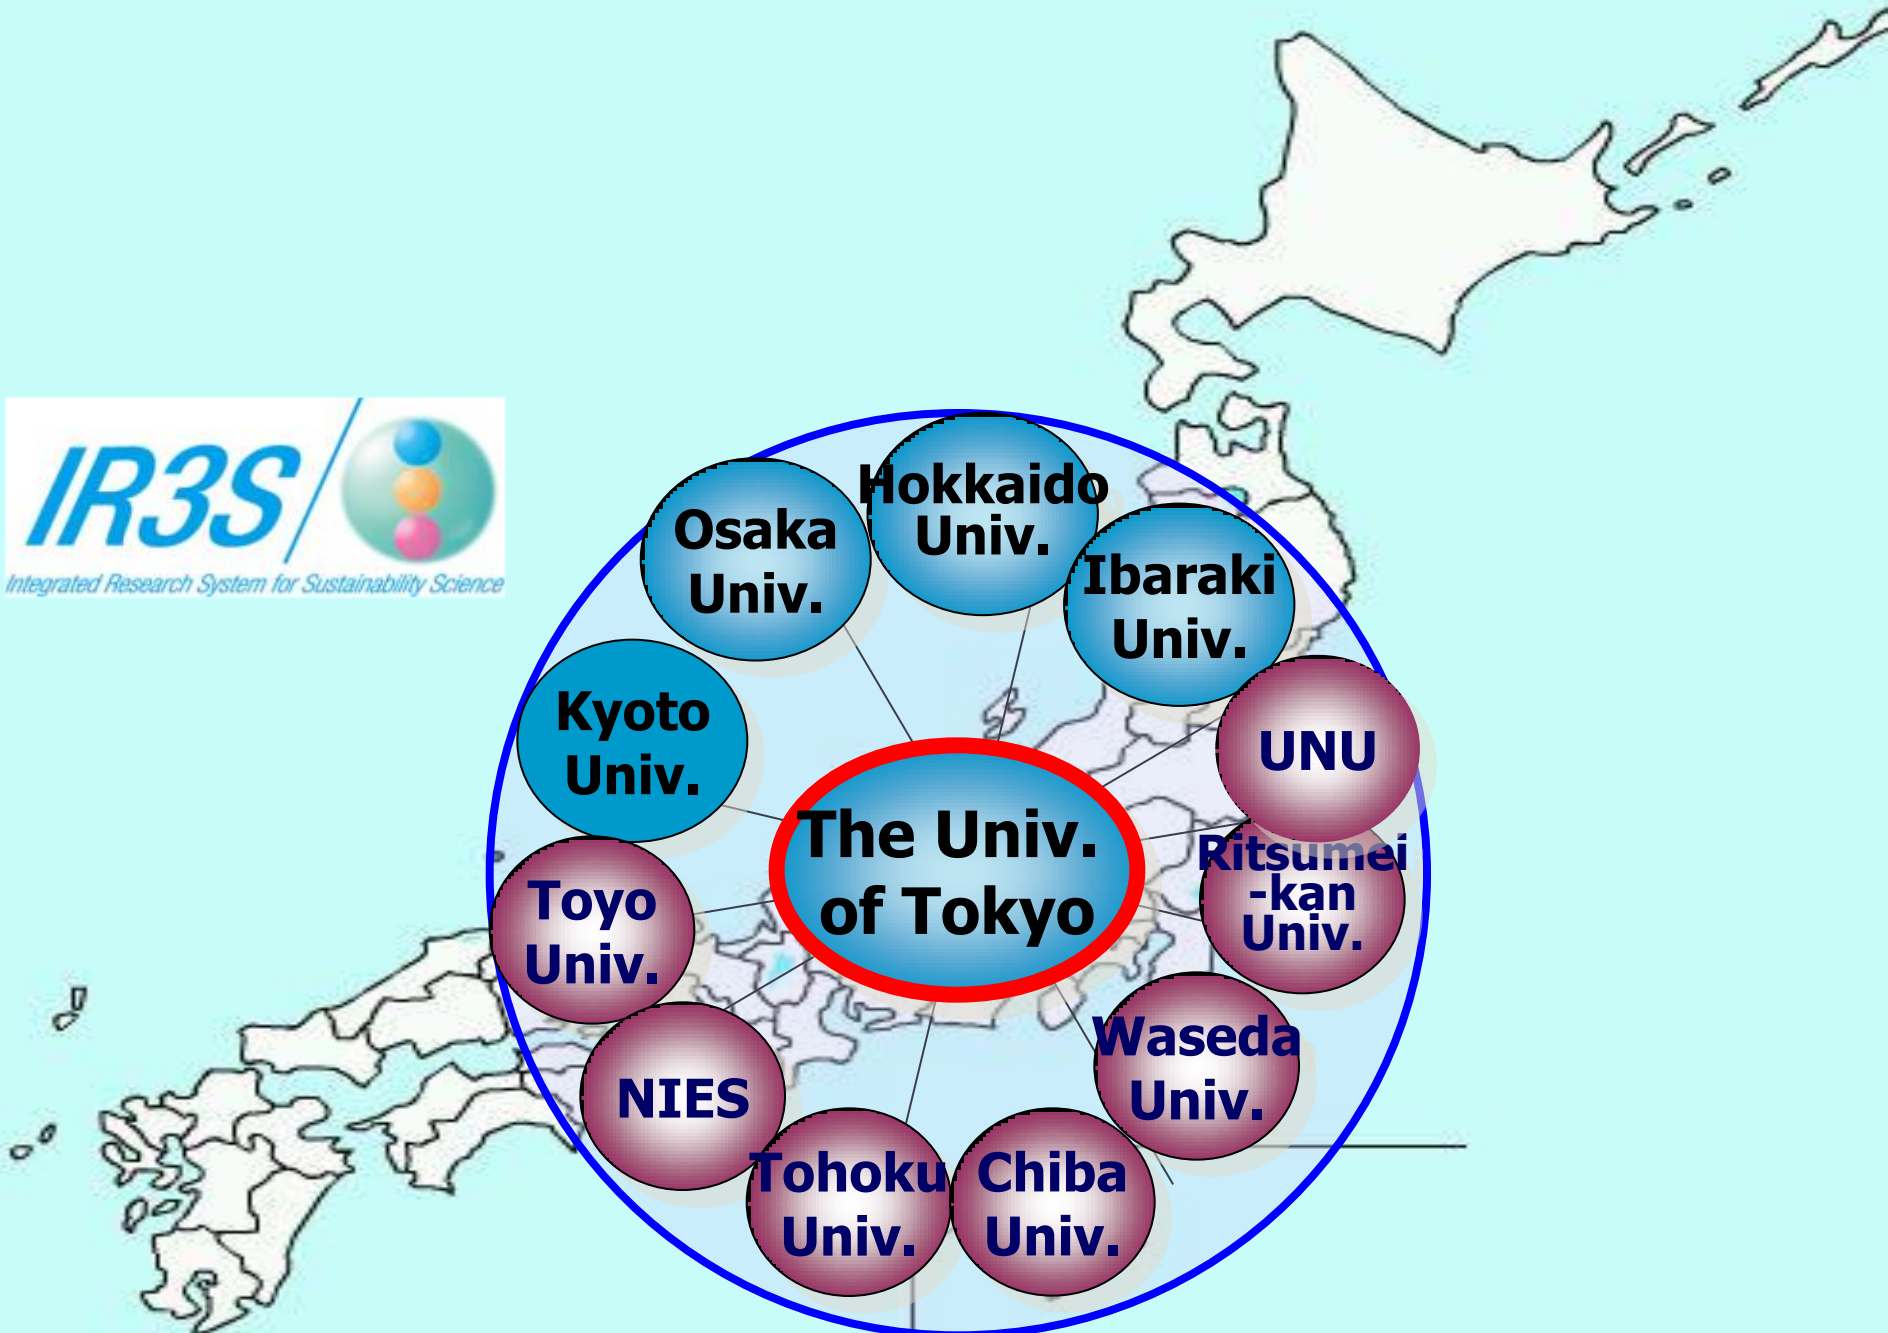 IR3S
Integrated Research System for Sustainability Science
Hokkaido
Univ.
Osaka
Univ.
Ibaraki
Univ.
Kyoto
Univ.
UNU
The Univ.
of Tokyo
Ritsumei
-kan
Univ.
Toyo
Univ.
Waseda
Univ.
NIES
Tohoku
Univ.
Chiba
Univ.